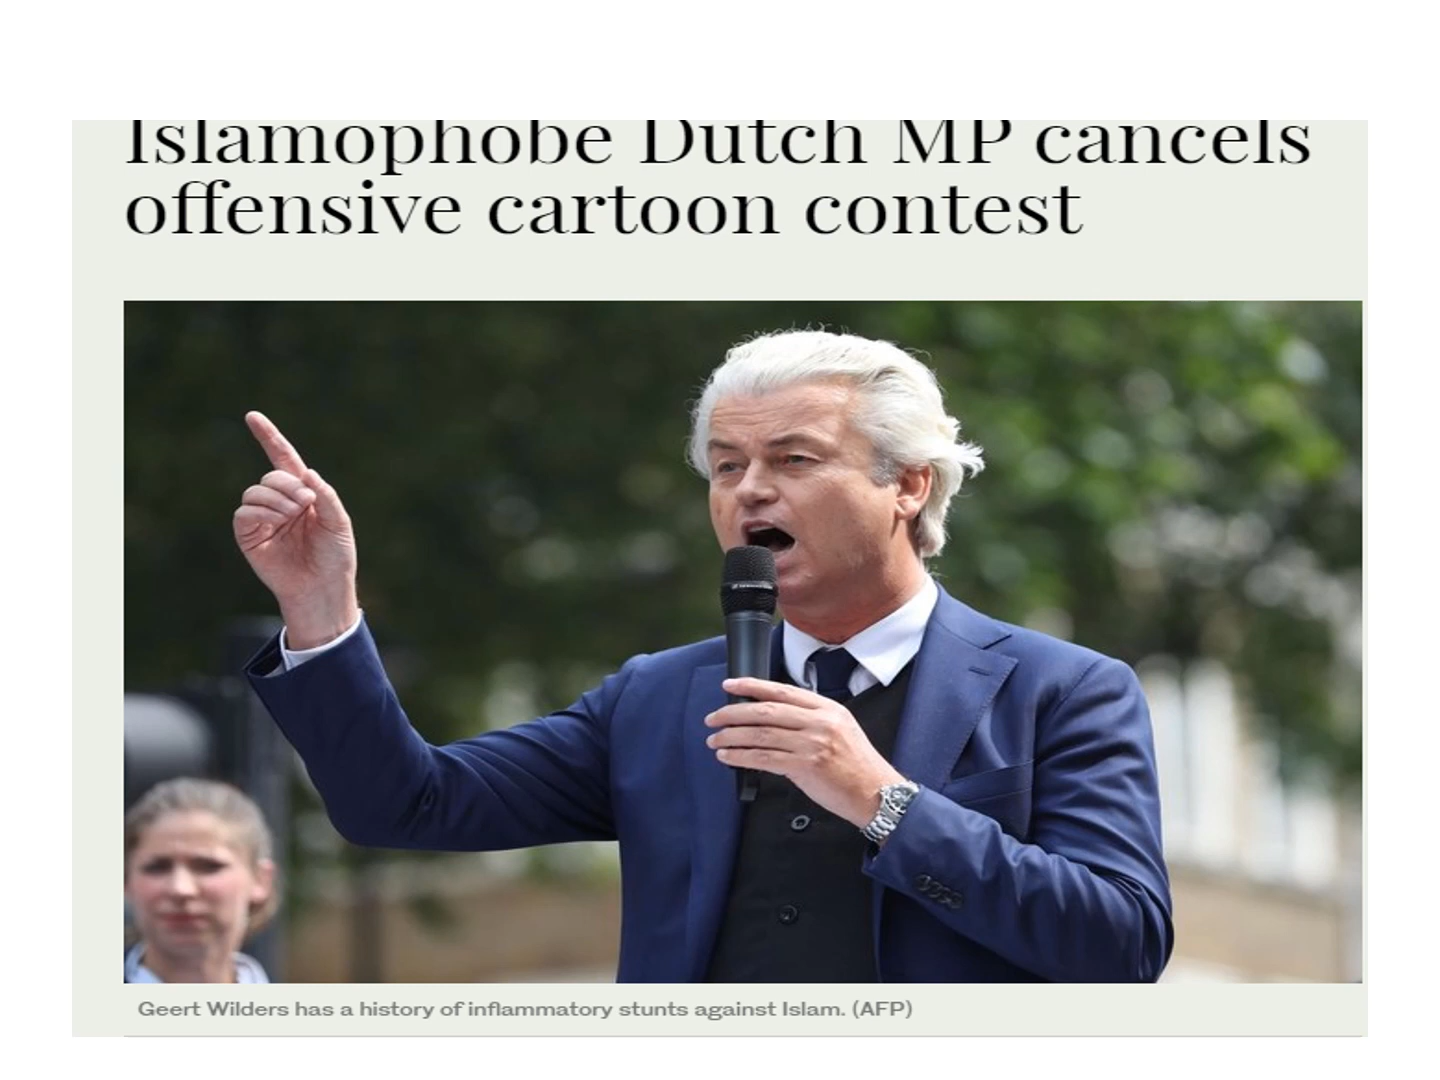 Islamophobe Dutch MP cancels
offensive cartoon contest
Geert Wilders has a history of inflammatory stunts against Islam. (AFP)